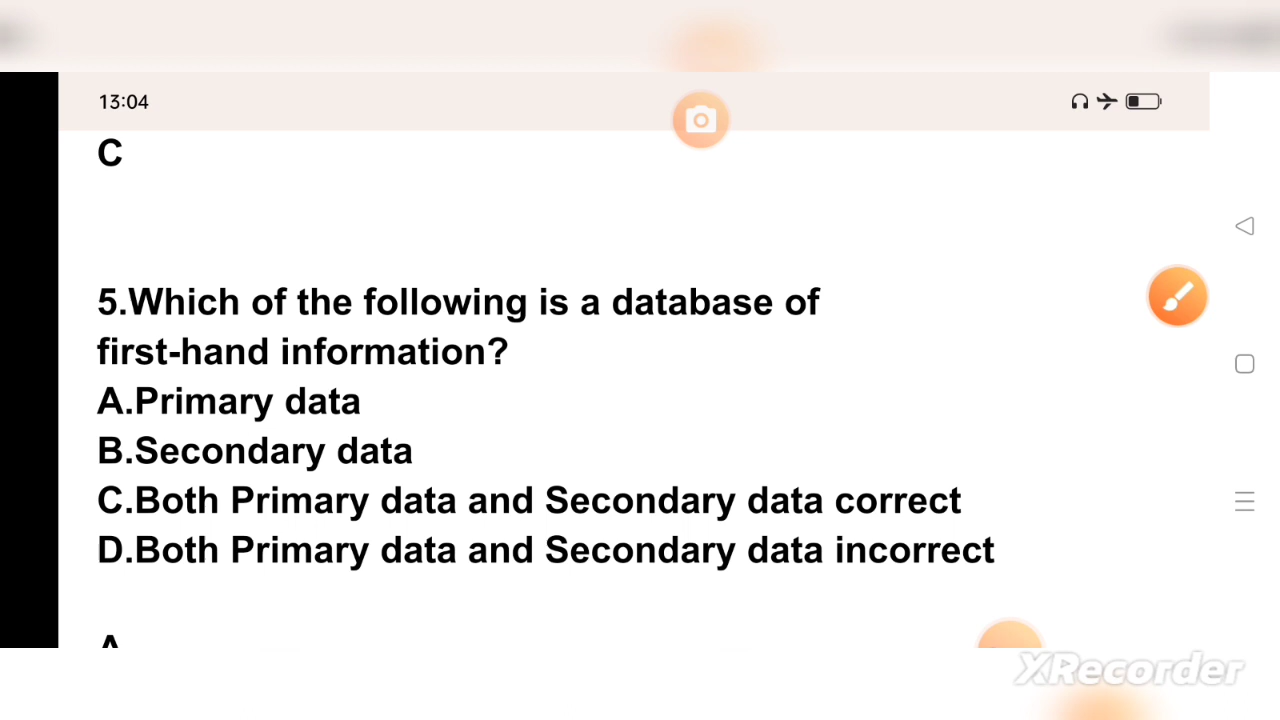 13:04
C
5.Which of the following is a database of
first-hand information?
A.Primary data
B.Secondary data
C.Both Primary data and Secondary data correct
D.Both Primary data and Secondary data incorrect
A
XRecorder